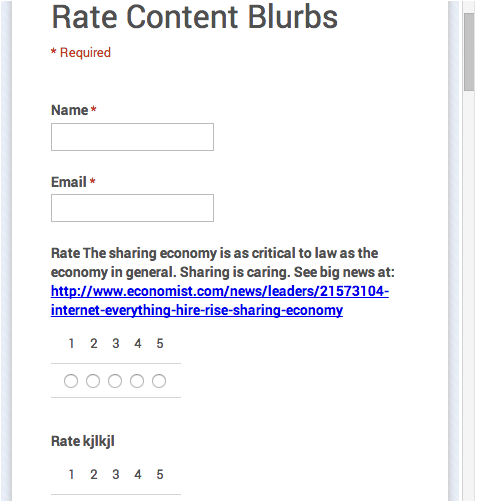 Rate Content Blurbs
* Required
Name *
Email *
Rate The sharing economy is as critical to law as the
economy in general. Sharing is caring. See big news at:
http://www.economist.com/news/leaders/21573104-
internet-everything-hire-rise-sharing-economy
1 2 3 4 5
Rate kjlkjl
1 2 3 4 5